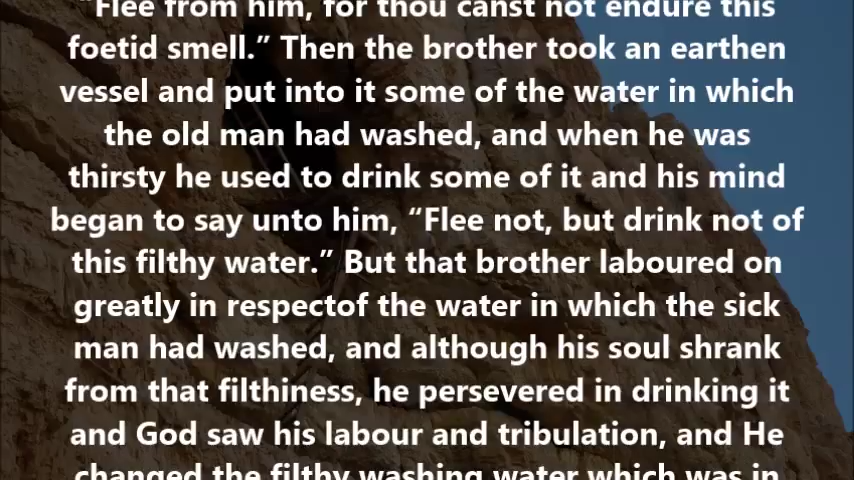 "Flee from him, for thou canst not endure this
foetid smell." Then the brother took an earthen
vessel and put into it some of the water in which
the old man had washed, and when he was
thirsty he used to drink some of it and his mind
began to say unto him, "Flee not, but drink not of
this filthy water." But that brother laboured on
greatly in respectof the water in which the sick
man had washed, and although his soul shrank
from that filthiness, he persevered in drinking it
and God saw his labour and tribulation, and He
changed the filthy washing water which was in